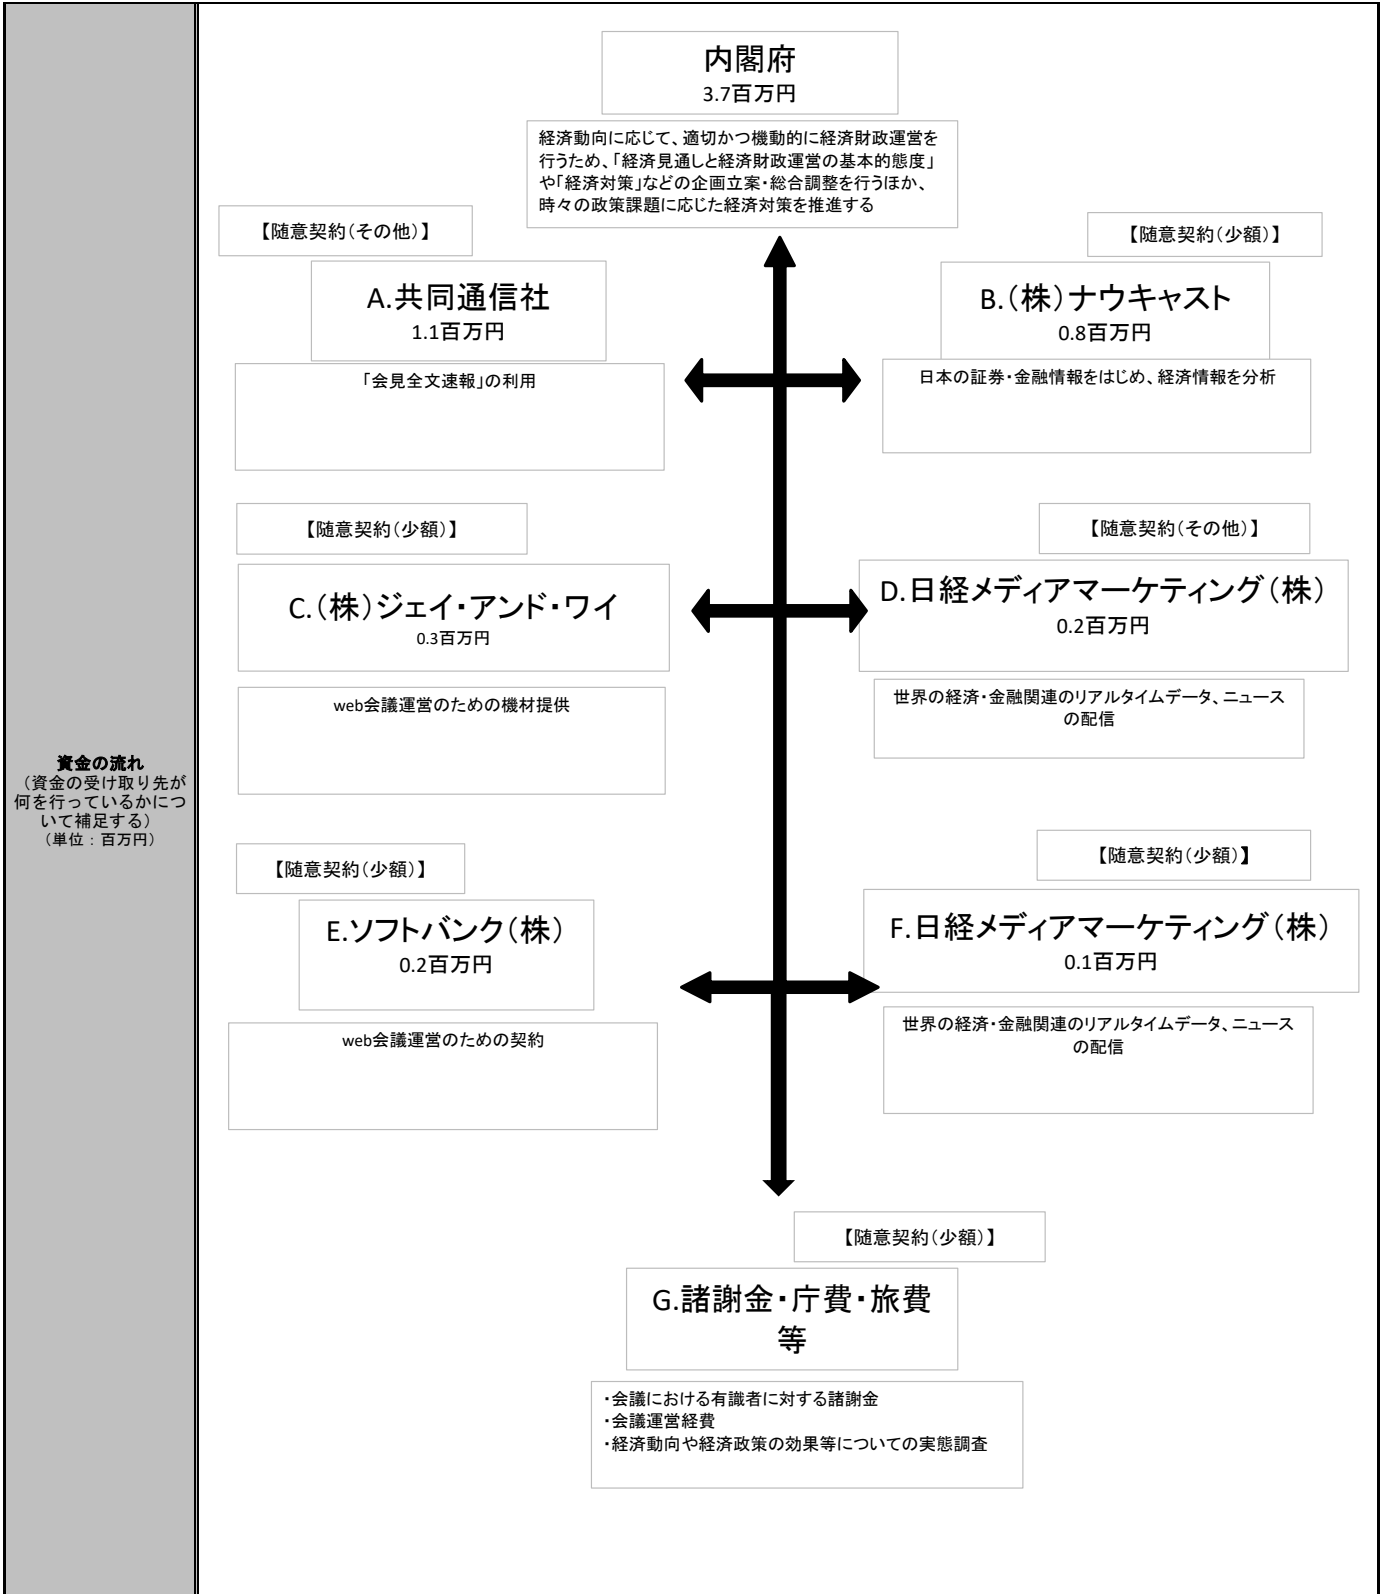 資金の流れ
（資金の受け取り先が
何を行っているかにつ
いて補足する）
（単位：百万円）
内閣府
3.7百万円
経済動向に応じて、適切かつ機動的に経済財政運営を
行うため、「経済見通しと経済財政運営の基本的態度」
や「経済対策」などの企画立案・総合調整を行うほか、
時々の政策課題に応じた経済対策を推進する
【随意契約（その他）】
A.共同通信社
1.1百万円
「会見全文速報」の利用
【随意契約（少額）】
B.（株）ナウキャスト
0.8百万円
日本の証券・金融情報をはじめ、経済情報を分析
【随意契約（少額）】
C.（株）ジェイ・アンド・ワイ
0.3百万円
web会議運営のための機材提供
【随意契約（その他）】
D.日経メディアマーケティング（株）
0.2百万円
世界の経済・金融関連のリアルタイムデータ、ニュース
の配信
【随意契約（少額）】
E.ソフトバンク（株）
0.2百万円
web会議運営のための契約
【随意契約（少額）】
F.日経メディアマーケティング（株）
0.1百万円
世界の経済・金融関連のリアルタイムデータ、ニュース
の配信
【随意契約（少額）】
G.諸謝金・庁費・旅費
等
・会議における有識者に対する諸謝金
・会議運営経費
・経済動向や経済政策の効果等についての実態調査